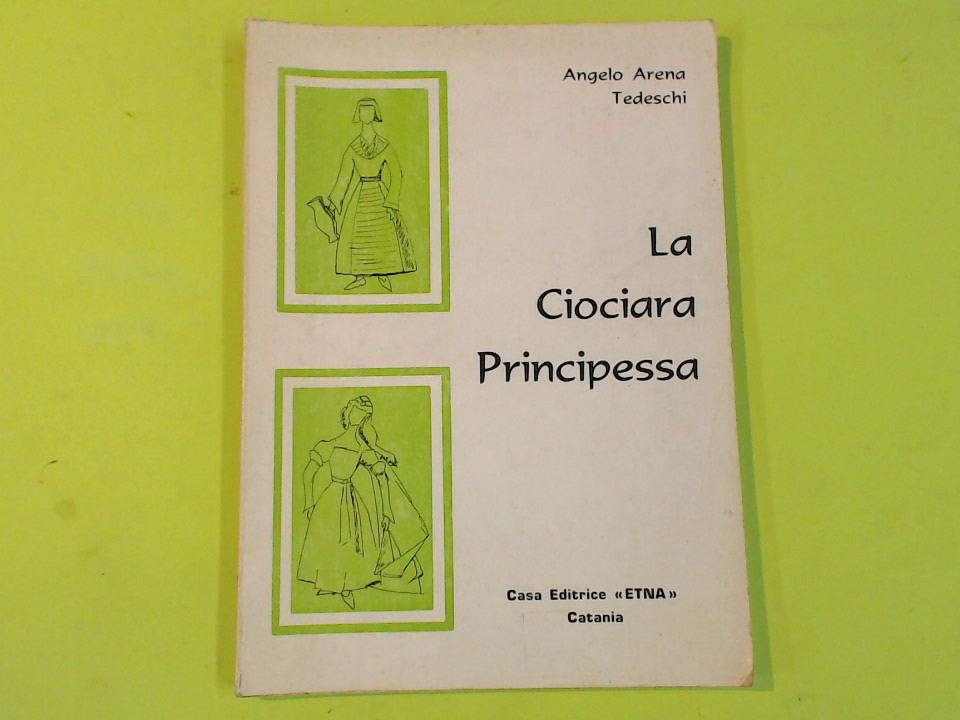 Angelo Arena
Tedeschi
La
Ciociara
Principessa
Casa Editrice «ETNA»
Catania